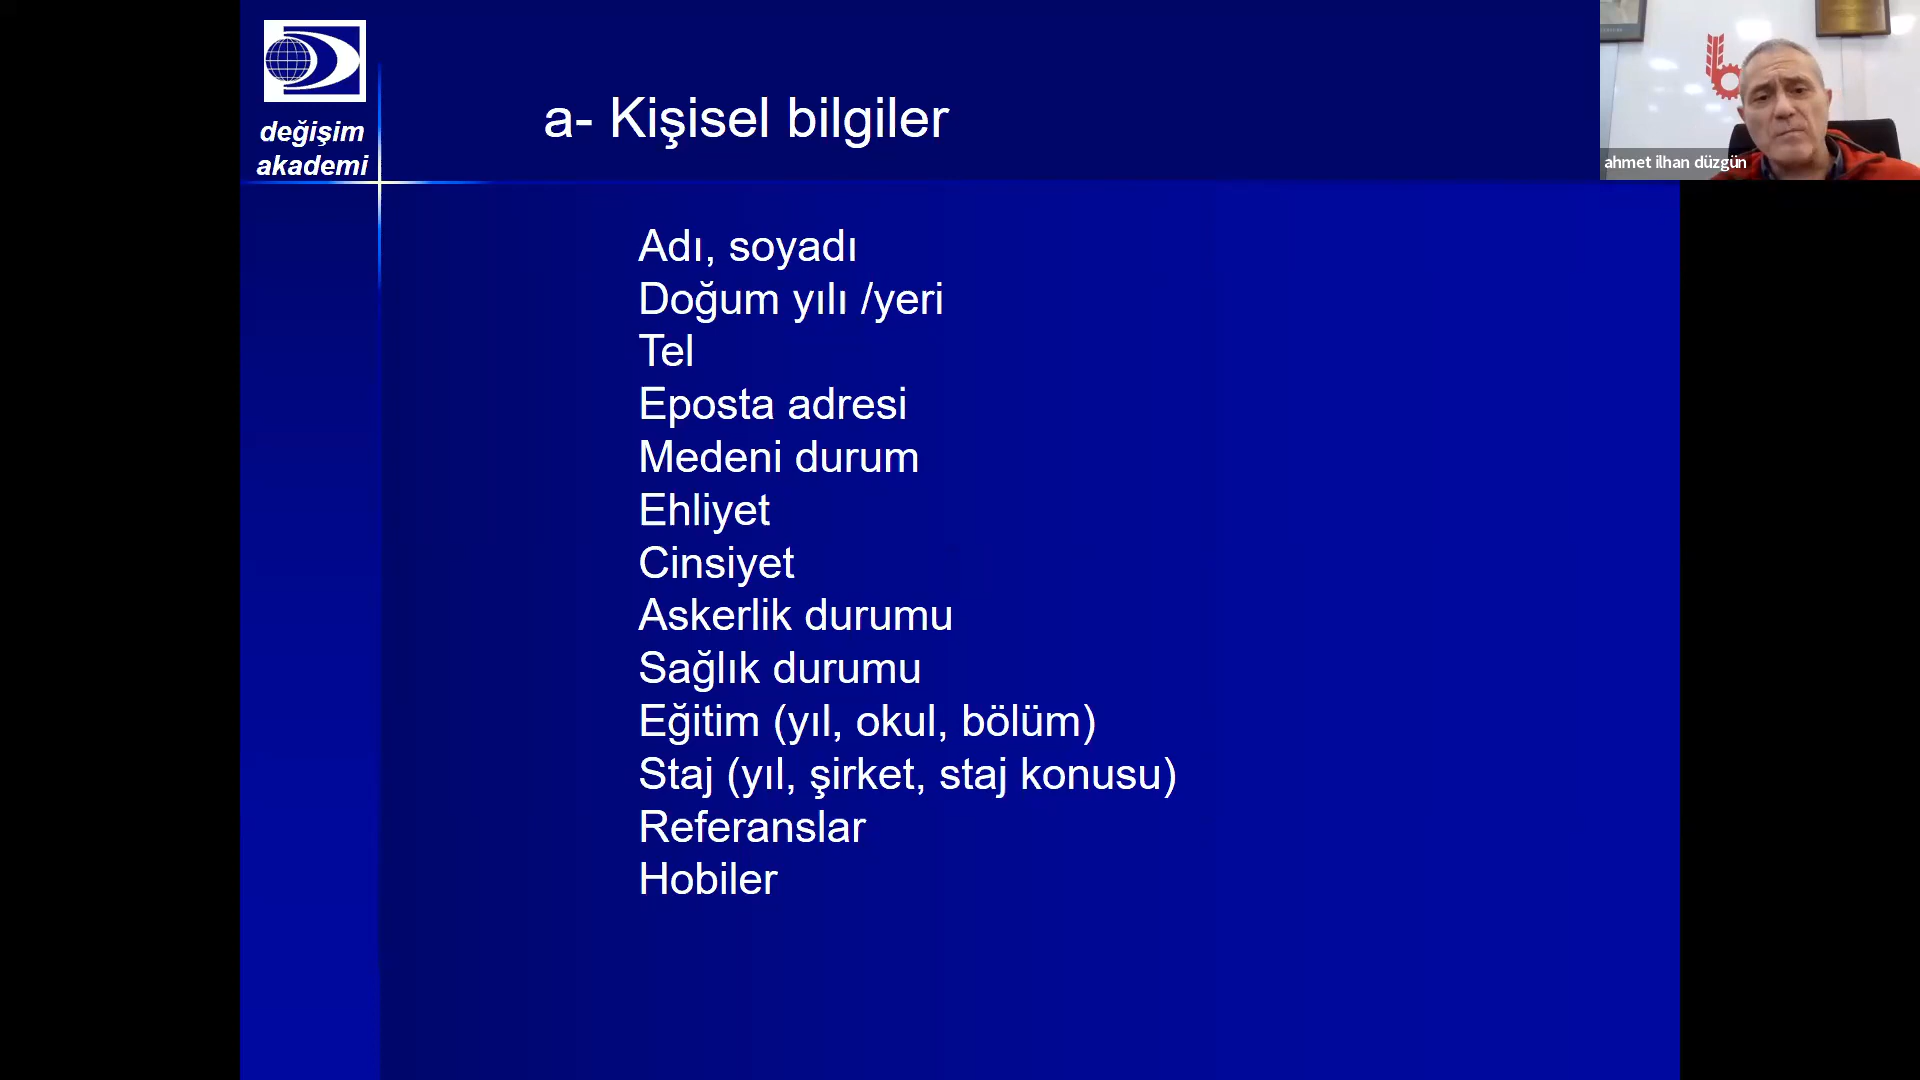 değişim
akademi
a- Kişisel bilgiler
ahmet ilhan düzgün
Adı, soyadı
Doğum yılı /yeri
Tel
Eposta adresi
Medeni durum
Ehliyet
Cinsiyet
Askerlik durumu
Sağlık durumu
Eğitim (yıl, okul, bölüm)
Staj (yıl, şirket, staj konusu)
Referanslar
Hobiler